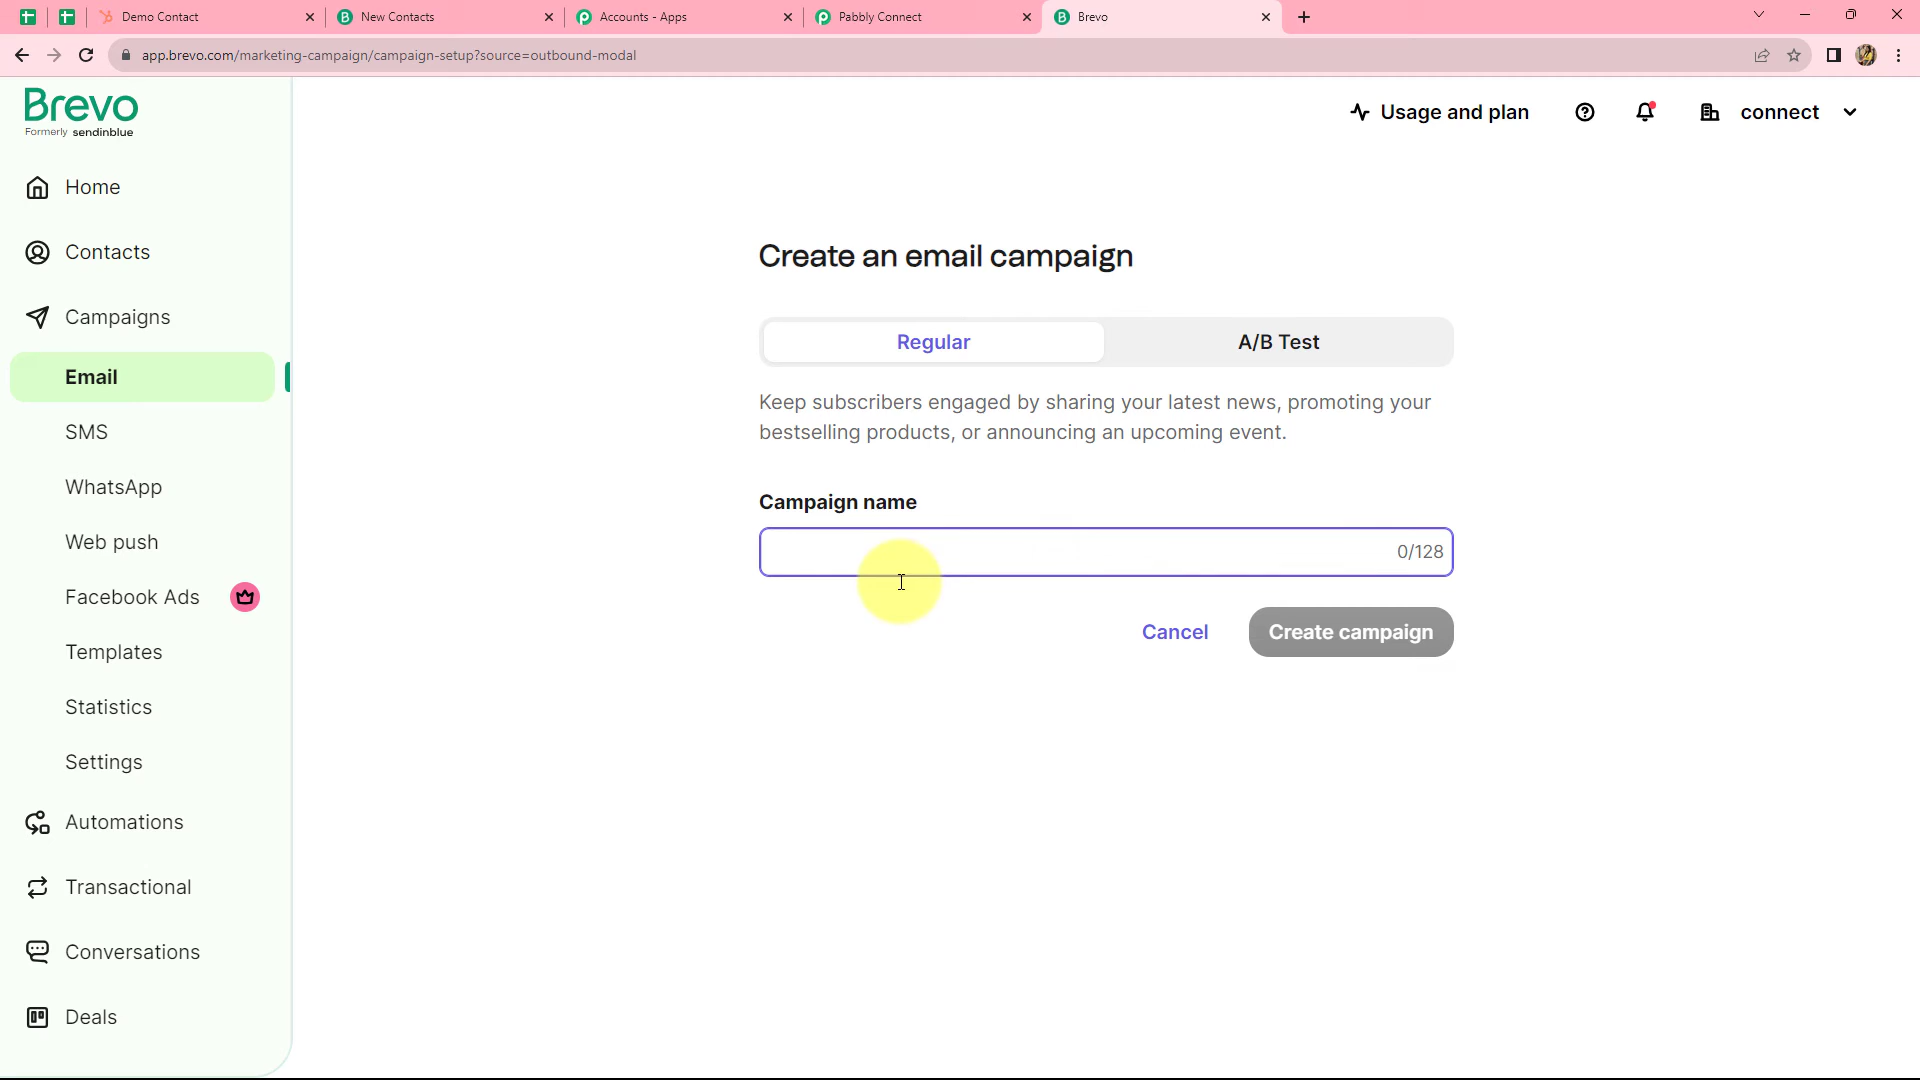 Demo Contact
New Contacts
Accounts - Apps
Pabbly Connect
Brevo
app.brevo.com/marketing-campaign/campaign-setup?source=outbound-modal
Brevo
Formerly sendinblue
Usage and plan
connect
Home
Contacts
Campaigns
Email
SMS
WhatsApp
Web push
Facebook Ads
Templates
Statistics
Settings
Automations
Transactional
Conversations
Deals
Create an email campaign
Regular
A/B Test
Keep subscribers engaged by sharing your latest news, promoting your
bestselling products, or announcing an upcoming event.
Campaign name
0/128
Cancel
Create campaign